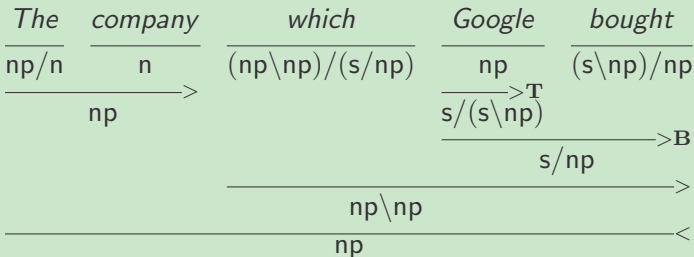 The company which Google bought
np/n n (np\np)/(s/np) np (s\np)/np
> >T
np s/(s\np)
>B
s/np
>
np\np
<
np